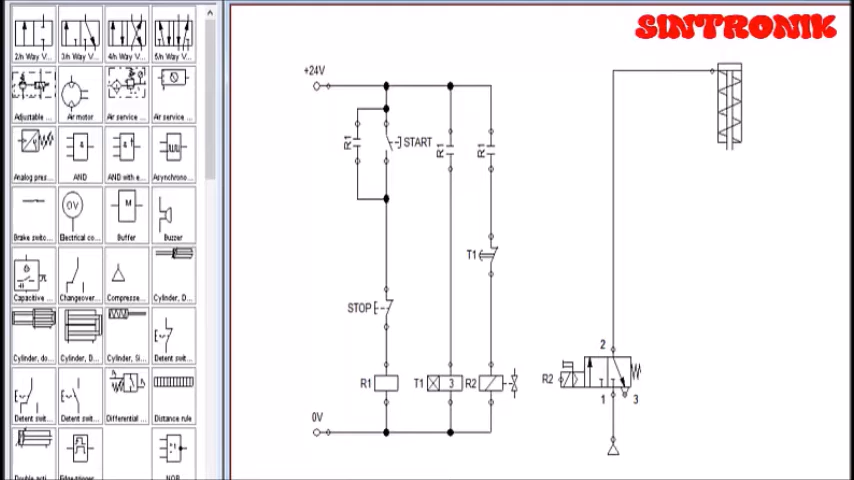 SINTRONIK
2/n Way V...
3/n Way V...
4/n Way V...
5/n Way V...
Adjustable ...
Air motor
Air service ...
Air service ...
Analog pres...
AND
AND with e...
Asynchrono...
Brake switc...
Electrical co...
Buffer
Buzzer
Capacitive ...
Changeover...
Compresse...
Cylinder, D...
Cylinder, do...
Cylinder, D...
Cylinder, Si...
Detent swit...
Detent swit...
Detent swit...
Differential ...
Distance rule
Double acti...
Edge-trigger...
NOR
+24V
R1
START
R1
R1
T1
STOP
R1
T1
3
R2
0V
2
R2
1
3